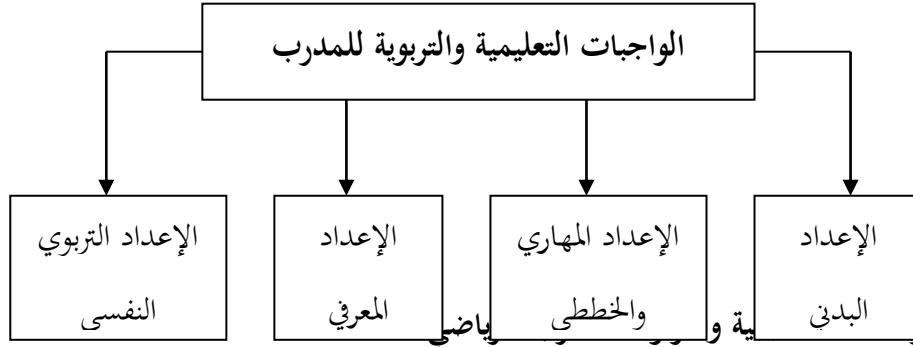 الواجبات التعليمية والتربوية للمدرب
الإعداد
البدني
الإعداد المهاري
والخططي
الإعداد
المعرفي
الإعداد التربوي
النفسي